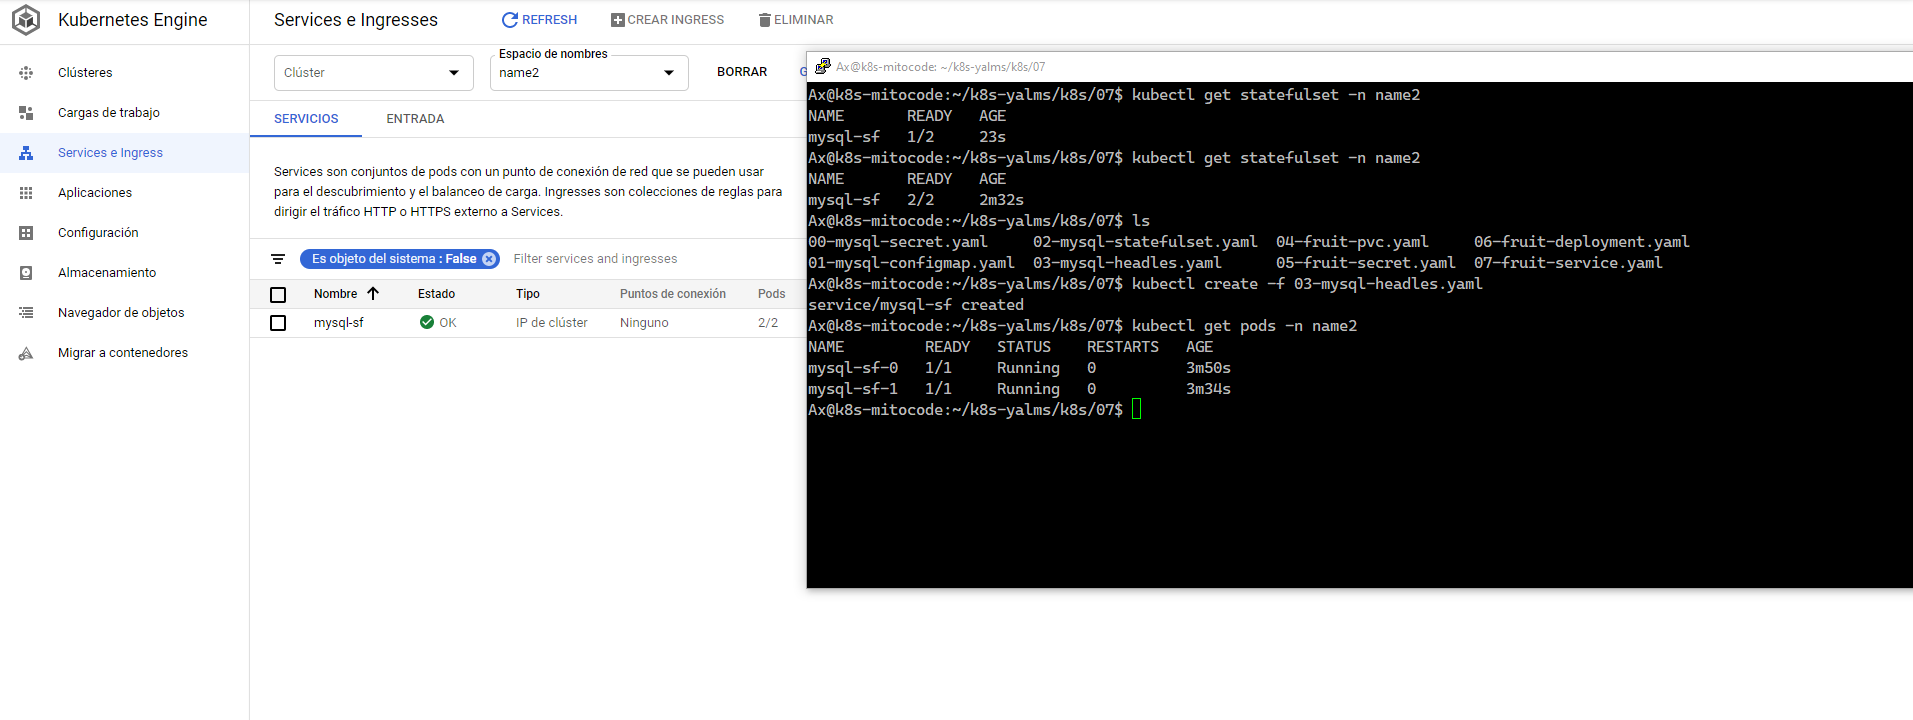 Kubernetes Engine
Clústeres
Cargas de trabajo
Services e Ingress
Aplicaciones
Configuración
Almacenamiento
Navegador de objetos
Migrar a contenedores
Services e Ingresses
REFRESH
CREAR INGRESS
ELIMINAR
Clúster
Espacio de nombres
name2
BORRAR
G
SERVICIOS
ENTRADA
Services son conjuntos de pods con un punto de conexión de red que se pueden usar
para el descubrimiento y el balanceo de carga. Ingresses son colecciones de reglas para
dirigir el tráfico HTTP o HTTPS externo a Services.
Es objeto del sistema : False
Filter services and ingresses
Nombre Estado Tipo Puntos de conexión Pods
mysql-sf OK IP de clúster Ninguno 2/2
Ax@k8s-mitocode: ~/k8s-yalms/k8s/07
Ax@k8s-mitocode:~/k8s-yalms/k8s/07$ kubectl get statefulset -n name2
NAME READY AGE
mysql-sf 1/2 23s
Ax@k8s-mitocode:~/k8s-yalms/k8s/07$ kubectl get statefulset -n name2
NAME READY AGE
mysql-sf 2/2 2m32s
Ax@k8s-mitocode:~/k8s-yalms/k8s/07$ ls
00-mysql-secret.yaml 02-mysql-statefulset.yaml 04-fruit-pvc.yaml 06-fruit-deployment.yaml
01-mysql-configmap.yaml 03-mysql-headles.yaml 05-fruit-secret.yaml 07-fruit-service.yaml
Ax@k8s-mitocode:~/k8s-yalms/k8s/07$ kubectl create -f 03-mysql-headles.yaml
service/mysql-sf created
Ax@k8s-mitocode:~/k8s-yalms/k8s/07$ kubectl get pods -n name2
NAME READY STATUS RESTARTS AGE
mysql-sf-0 1/1 Running 0 3m50s
mysql-sf-1 1/1 Running 0 3m34s
Ax@k8s-mitocode:~/k8s-yalms/k8s/07$